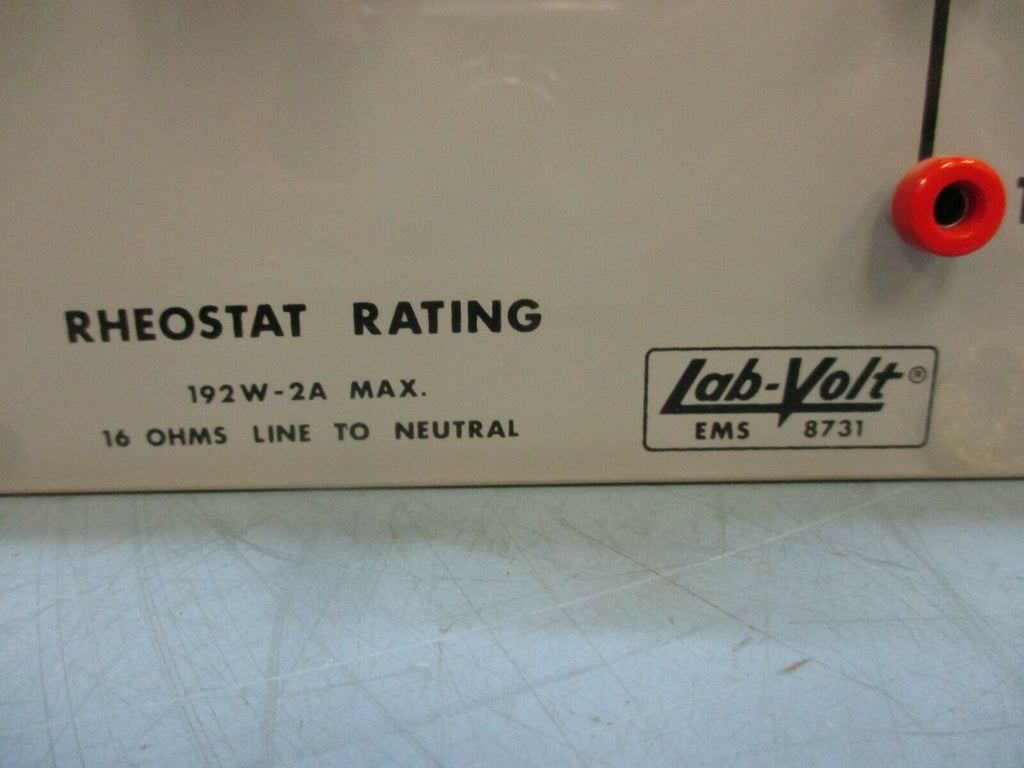 RHEOSTAT RATING
192W-2A MAX.
16 OHMS LINE TO NEUTRAL
Lab-Volt®
EMS 8731